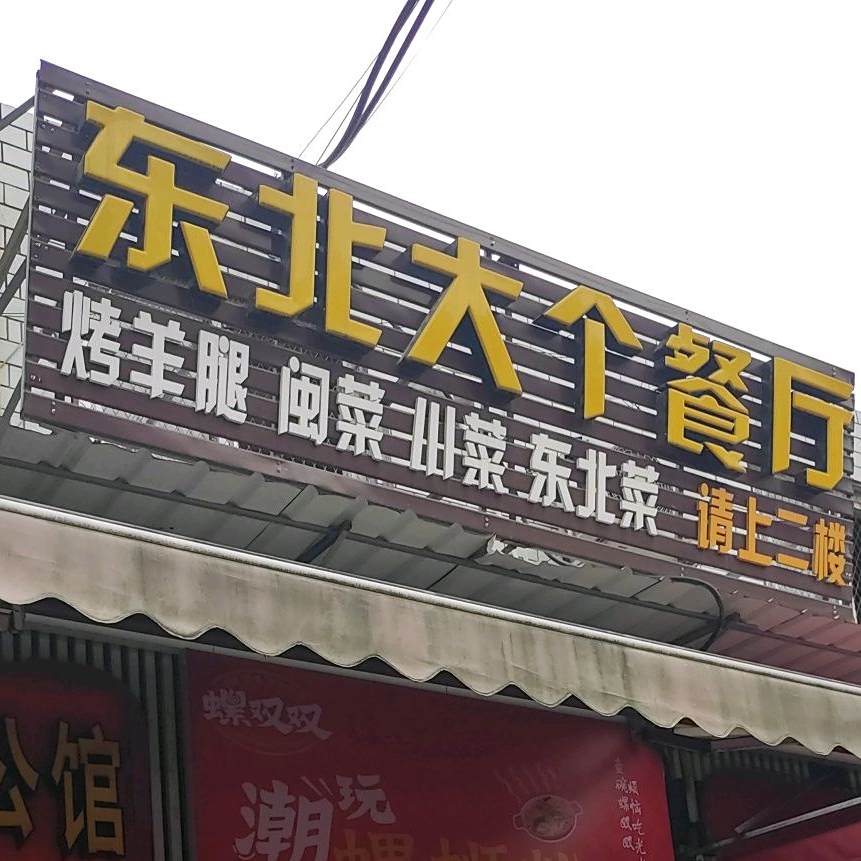 东北大个餐厅
烤羊腿 闽菜 川菜 东北菜 请上二楼
螺双双
潮玩
公馆